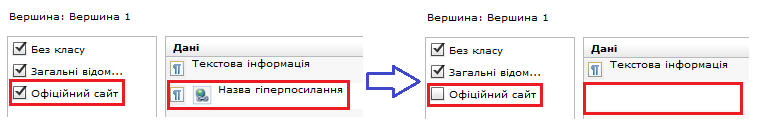 Вершина: Вершина 1
Без класу
Загальні відом...
Офіційний сайт
Дані
Текстова інформація
Назва гіперпосилання
Вершина: Вершина 1
Без класу
Загальні відом...
Офіційний сайт
Дані
Текстова інформація